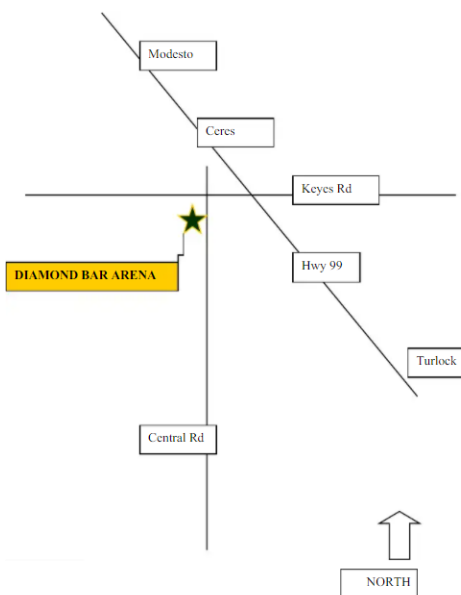 Modesto
Ceres
Keyes Rd
DIAMOND BAR ARENA
Hwy 99
Turlock
Central Rd
NORTH